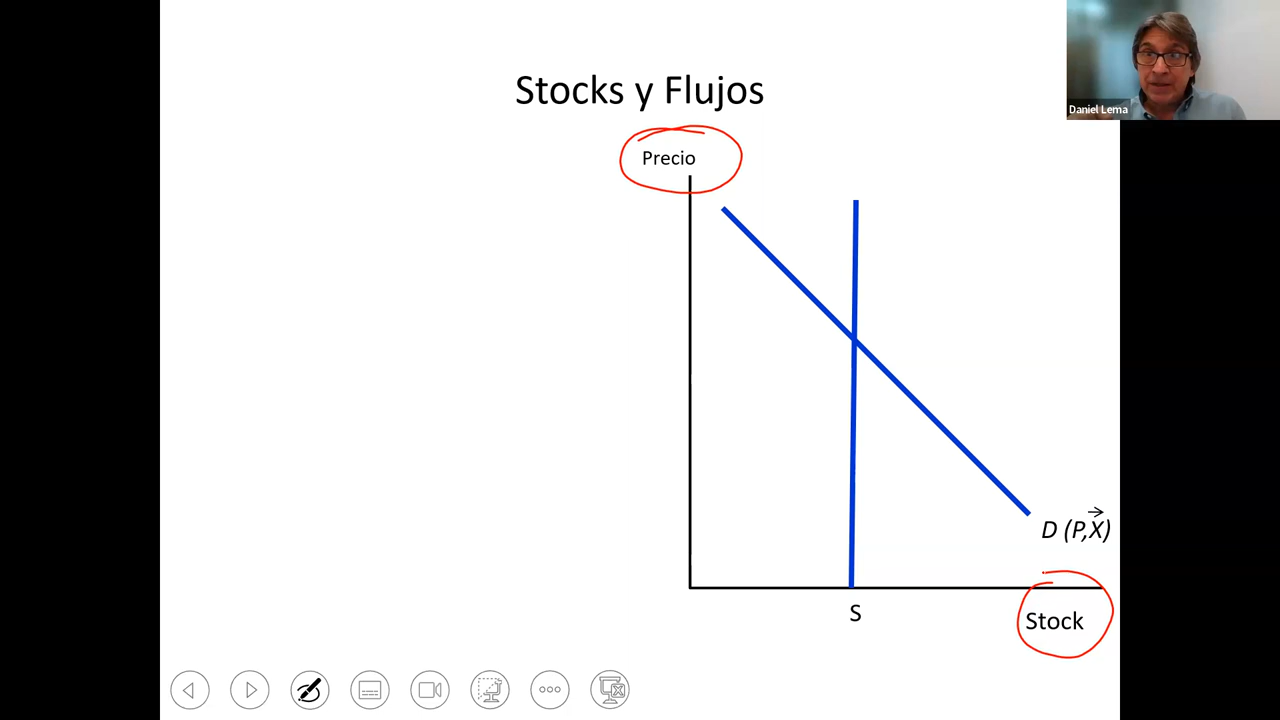 Stocks y Flujos
Daniel Lema
Precio
D (P,X⃗)
S
Stock